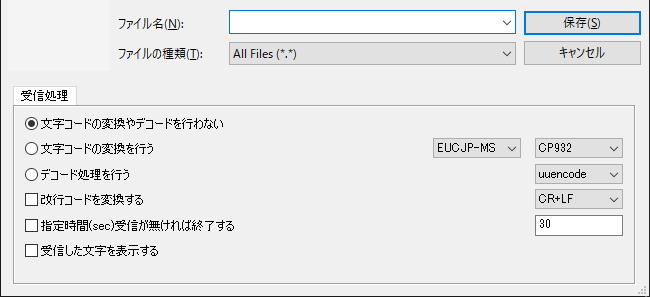 ファイル名(N):
保存(S)
ファイルの種類(T): All Files (*.*)
キャンセル
受信処理
文字コードの変換やデコードを行わない
文字コードの変換を行う EUCJP-MS CP932
デコード処理を行う uuencode
改行コードを変換する CR+LF
指定時間(sec)受信が無ければ終了する 30
受信した文字を表示する